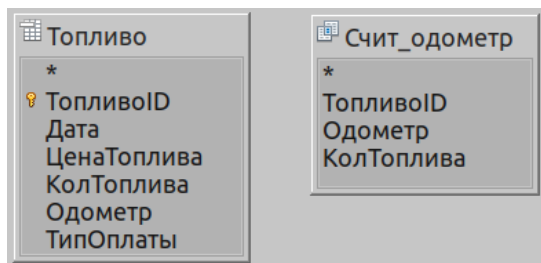 Топливо
*
ТопливоID
Дата
ЦенаТоплива
КолТоплива
Одометр
ТипОплаты
Счит_одометр
*
ТопливоID
Одометр
КолТоплива